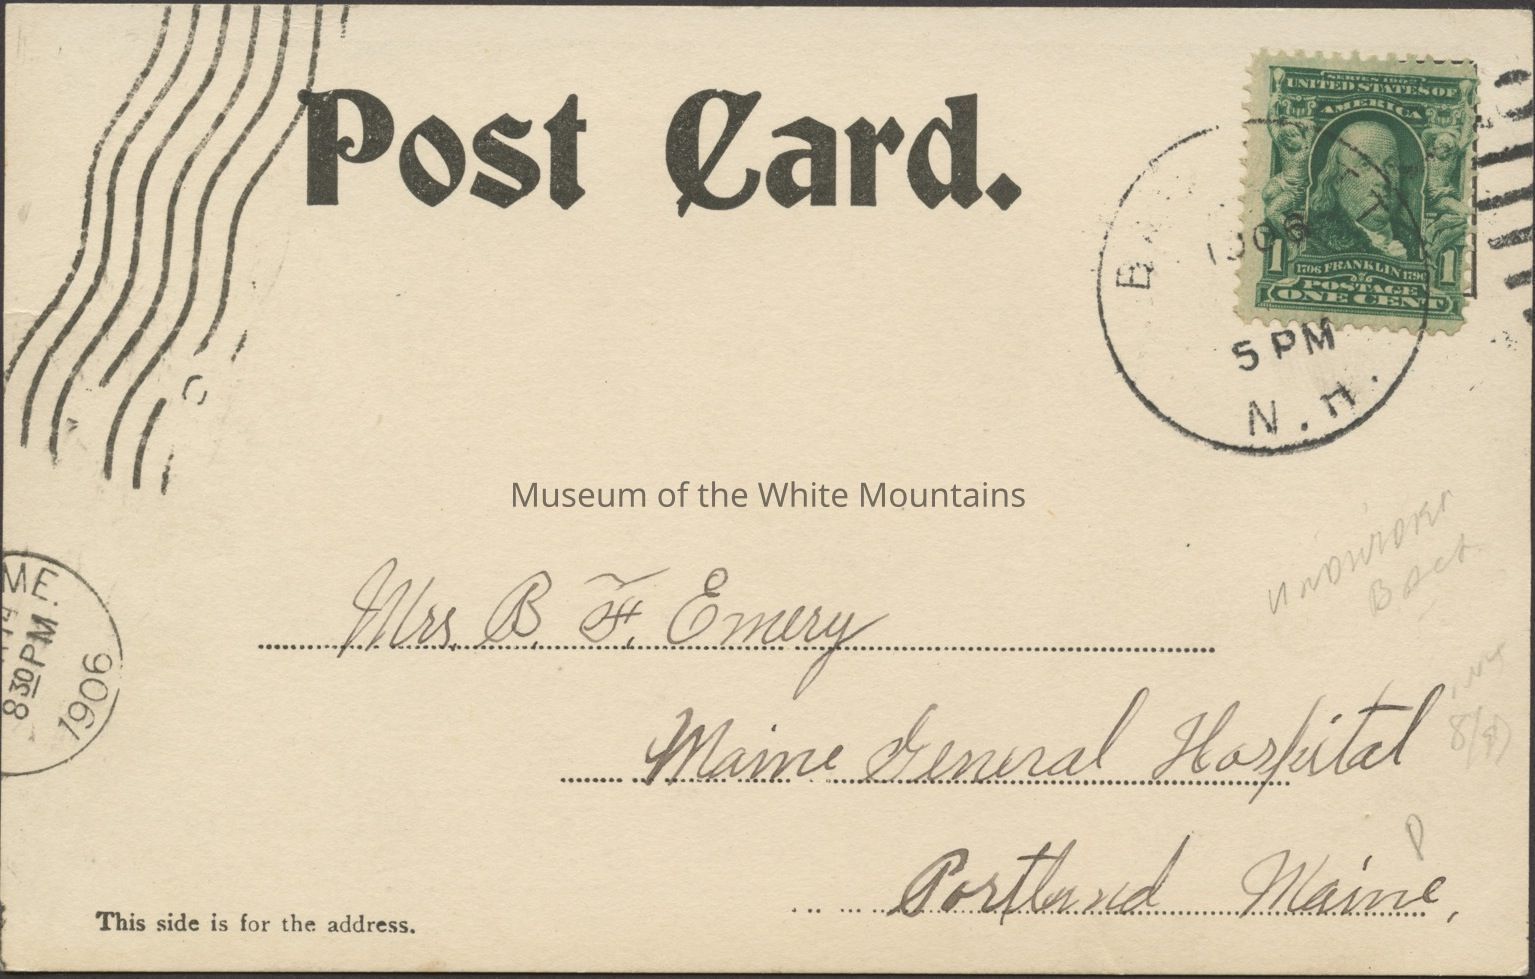 Post Card.
SERIES 1902
UNITED STATES OF
AMERICA
1 1706 FRANKLIN 1790 1
POSTAGE
ONE CENT
1906
5 PM
N. H.
Museum of the White Mountains
ME.
8 30 PM
1906
Mrs. B. F. Emery
Maine General Hospital
Portland Maine,
This side is for the address.